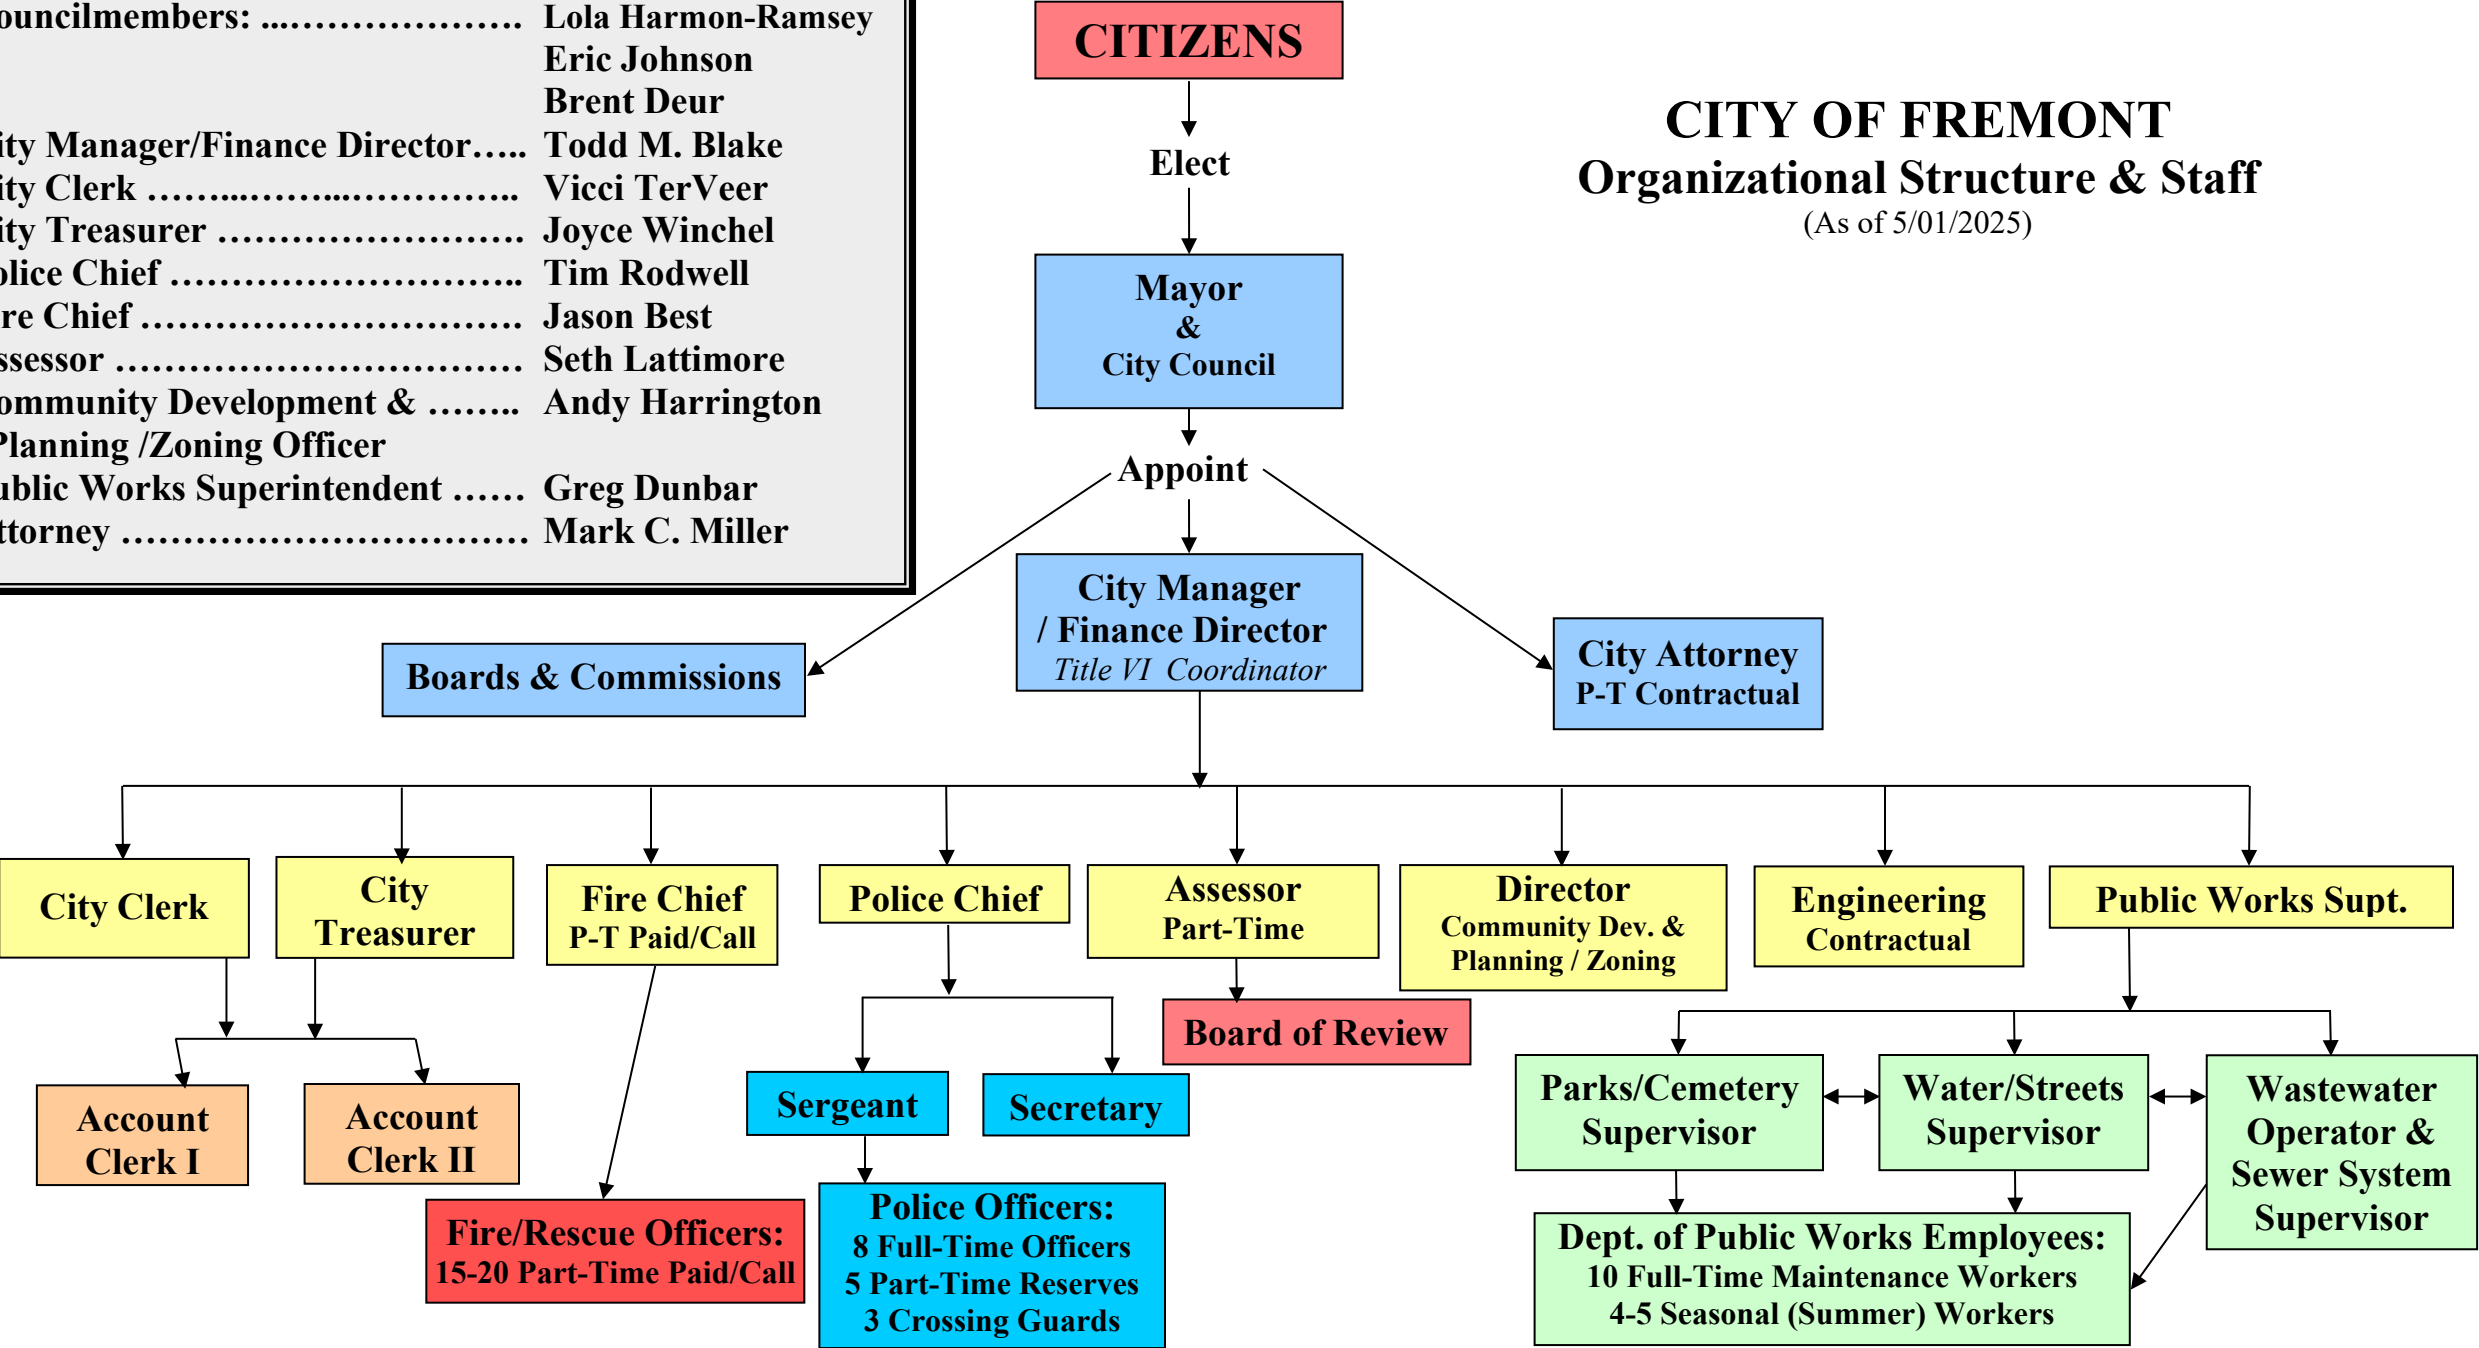 ouncilmembers: ...………………. Lola Harmon-Ramsey
Eric Johnson
Brent Deur
ity Manager/Finance Director….. Todd M. Blake
ity Clerk ……...……...………….. Vicci TerVeer
ity Treasurer ……………………. Joyce Winchel
olice Chief ……………………….. Tim Rodwell
re Chief …………………………. Jason Best
ssessor …………………………… Seth Lattimore
ommunity Development & …….. Andy Harrington
Planning /Zoning Officer
ublic Works Superintendent …… Greg Dunbar
ttorney …………………………… Mark C. Miller
CITIZENS
Elect
CITY OF FREMONT
Organizational Structure & Staff
(As of 5/01/2025)
Mayor
&
City Council
Appoint
City Manager
/ Finance Director
Title VI Coordinator
Boards & Commissions
City Attorney
P-T Contractual
City Clerk
City
Treasurer
Fire Chief
P-T Paid/Call
Police Chief
Assessor
Part-Time
Director
Community Dev. &
Planning / Zoning
Engineering
Contractual
Public Works Supt.
Board of Review
Account
Clerk I
Account
Clerk II
Sergeant
Secretary
Parks/Cemetery
Supervisor
Water/Streets
Supervisor
Wastewater
Operator &
Sewer System
Supervisor
Fire/Rescue Officers:
15-20 Part-Time Paid/Call
Police Officers:
8 Full-Time Officers
5 Part-Time Reserves
3 Crossing Guards
Dept. of Public Works Employees:
10 Full-Time Maintenance Workers
4-5 Seasonal (Summer) Workers